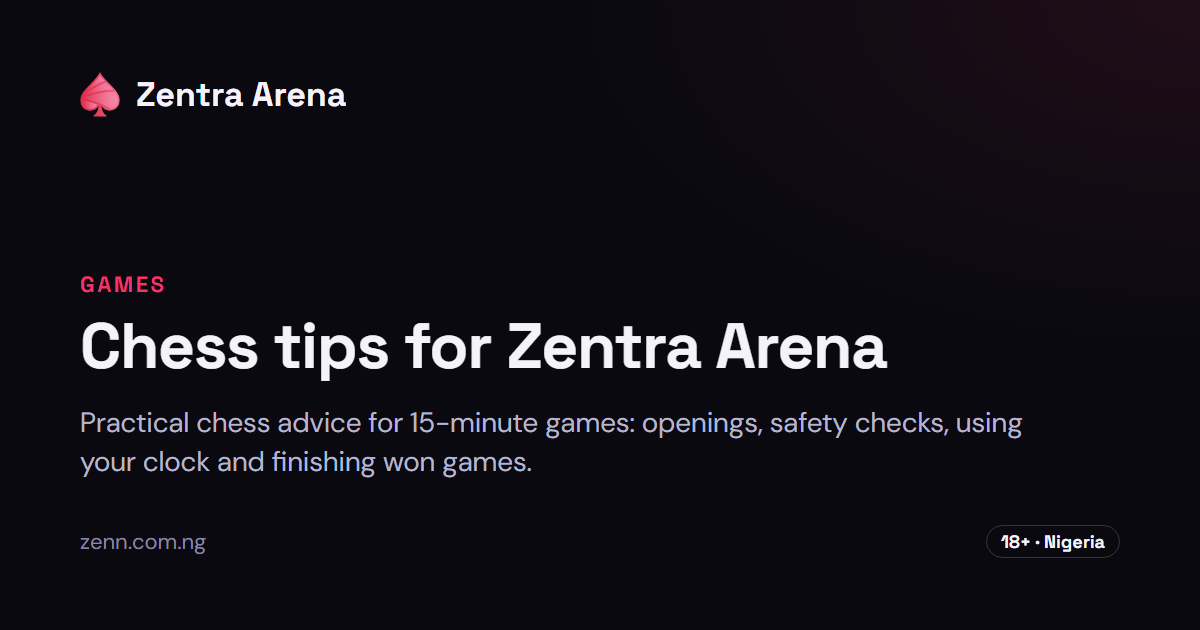 Zentra Arena
GAMES
Chess tips for Zentra Arena
Practical chess advice for 15-minute games: openings, safety checks, using
your clock and finishing won games.
zenn.com.ng
18+ · Nigeria